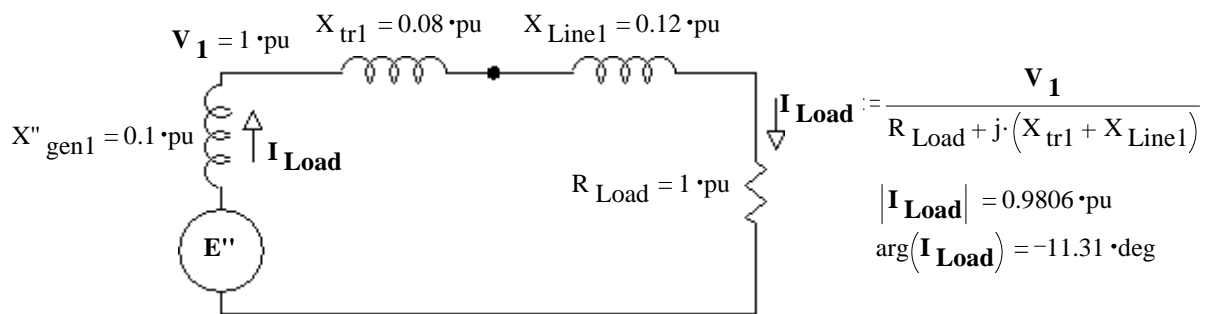 V 1 = 1 •pu
X tr1 = 0.08 •pu
X Line1 = 0.12 •pu
X" gen1 = 0.1 •pu
I Load
E"
R Load = 1 •pu
I Load := V 1 / R Load + j·(X tr1 + X Line1)
|I Load| = 0.9806 •pu
arg(I Load) = −11.31 •deg